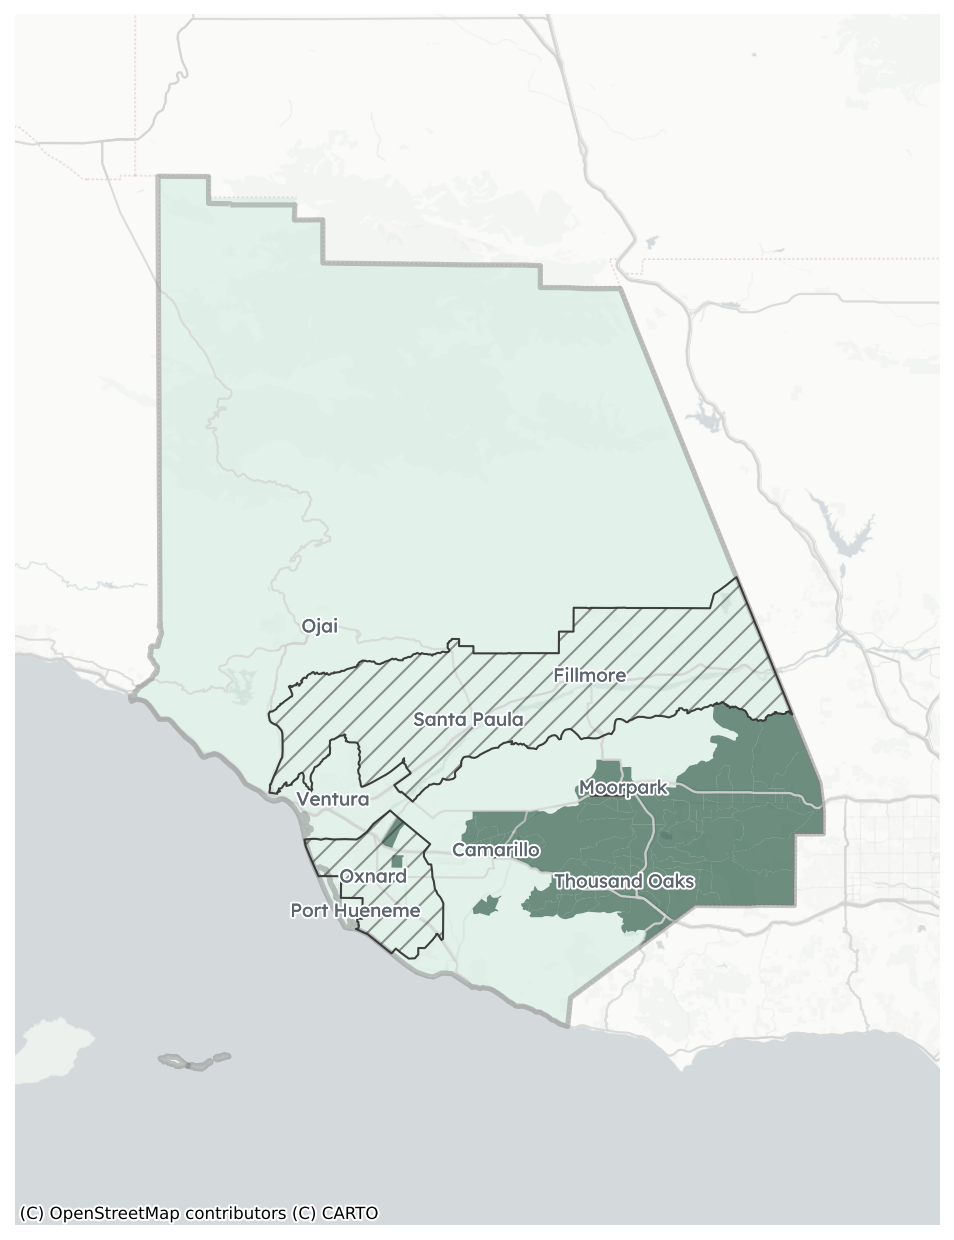 Ojai
Fillmore
Santa Paula
Moorpark
Ventura
Camarillo
Oxnard
Thousand Oaks
Port Hueneme
(C) OpenStreetMap contributors (C) CARTO